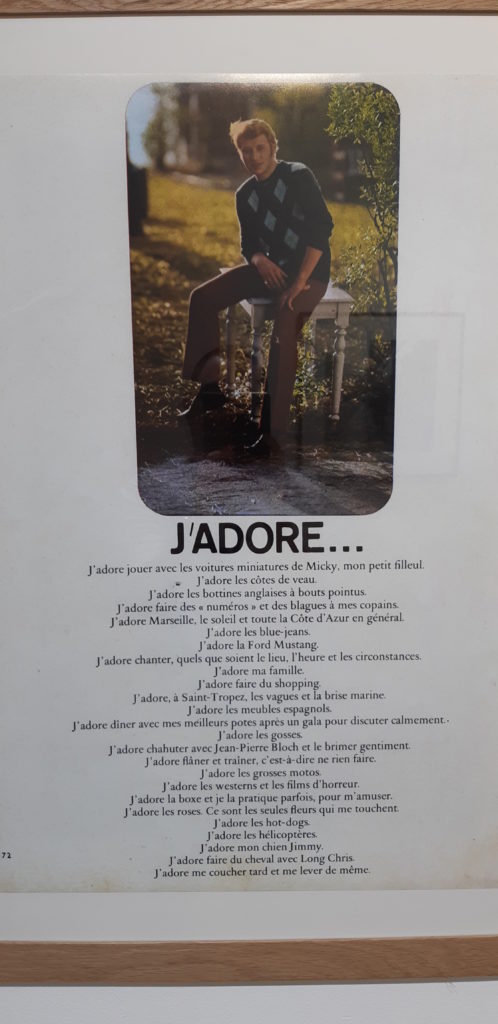 J'ADORE...
J'adore jouer avec les voitures miniatures de Micky, mon petit filleul.
J'adore les côtes de veau.
J'adore les bottines anglaises à bouts pointus.
J'adore faire des « numéros » et des blagues à mes copains.
J'adore Marseille, le soleil et toute la Côte d'Azur en général.
J'adore les blue-jeans.
J'adore la Ford Mustang.
J'adore chanter, quels que soient le lieu, l'heure et les circonstances.
J'adore ma famille.
J'adore faire du shopping.
J'adore, à Saint-Tropez, les vagues et la brise marine.
J'adore les meubles espagnols.
J'adore dîner avec mes meilleurs potes après un gala pour discuter calmement.
J'adore les gosses.
J'adore chahuter avec Jean-Pierre Bloch et le brimer gentiment.
J'adore flâner et traîner, c'est-à-dire ne rien faire.
J'adore les grosses motos.
J'adore les westerns et les films d'horreur.
J'adore la boxe et je la pratique parfois, pour m'amuser.
J'adore les roses. Ce sont les seules fleurs qui me touchent.
J'adore les hot-dogs.
J'adore les hélicoptères.
J'adore mon chien Jimmy.
72
J'adore faire du cheval avec Long Chris.
J'adore me coucher tard et me lever de même.